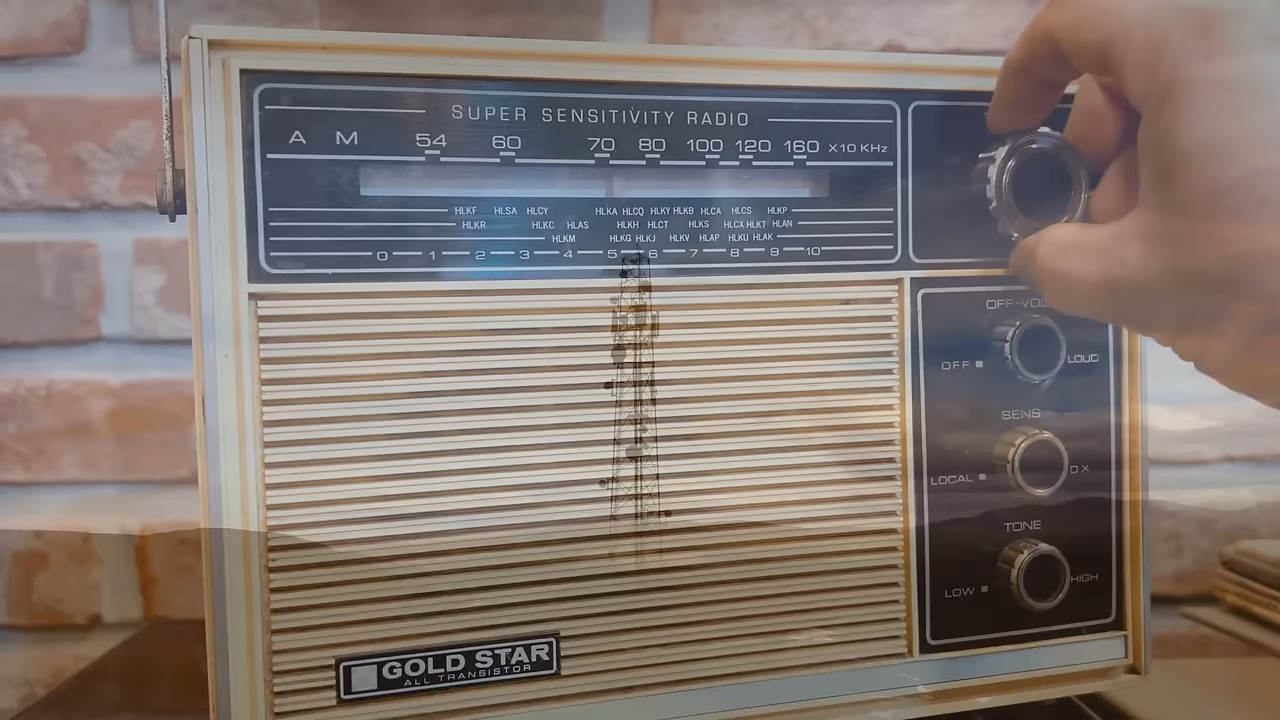 SUPER SENSITIVITY RADIO
AM 54 60 70 80 100 120 160 X10 KHz
HLKF HLSA HLCY HLKA HLCQ HLKY HLKB HLCA HLCS HLKP
HLKR HLKC HLAS HLKH HLCT HLKS HLCX HLKT HLAN
HLKM HLKG HLKJ HLKV HLAP HLKU HLAK
0 1 2 3 4 5 6 7 8 9 10
OFF-VOL
OFF LOUD
SENS
LOCAL DX
TONE
LOW HIGH
GOLD STAR
ALL TRANSISTOR